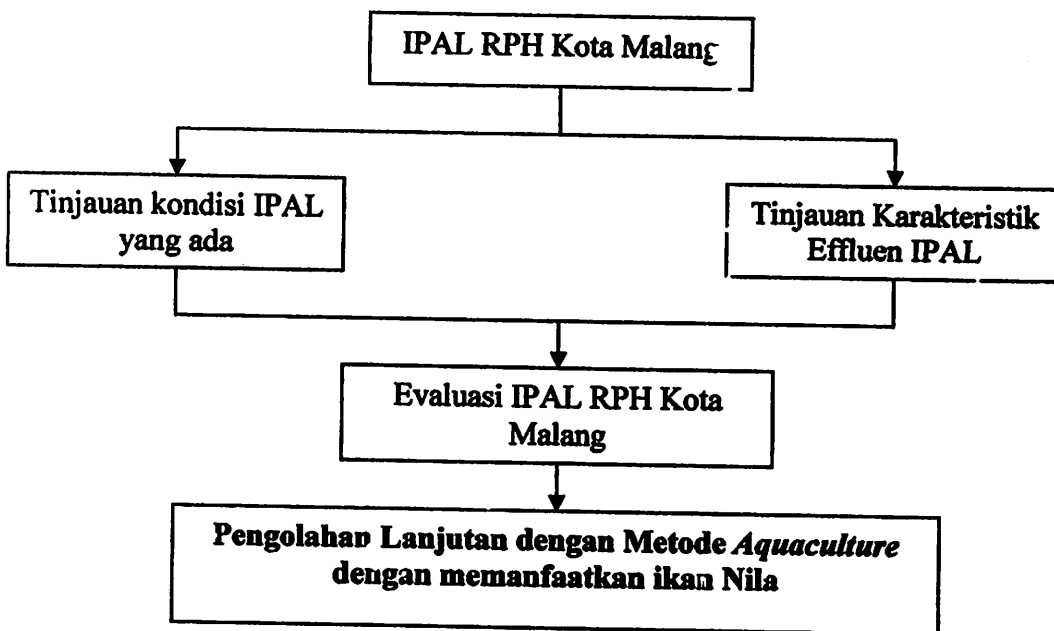 IPAL RPH Kota Malang
Tinjauan kondisi IPAL
yang ada
Tinjauan Karakteristik
Effluen IPAL
Evaluasi IPAL RPH Kota
Malang
Pengolahan Lanjutan dengan Metode Aquaculture
dengan memanfaatkan ikan Nila